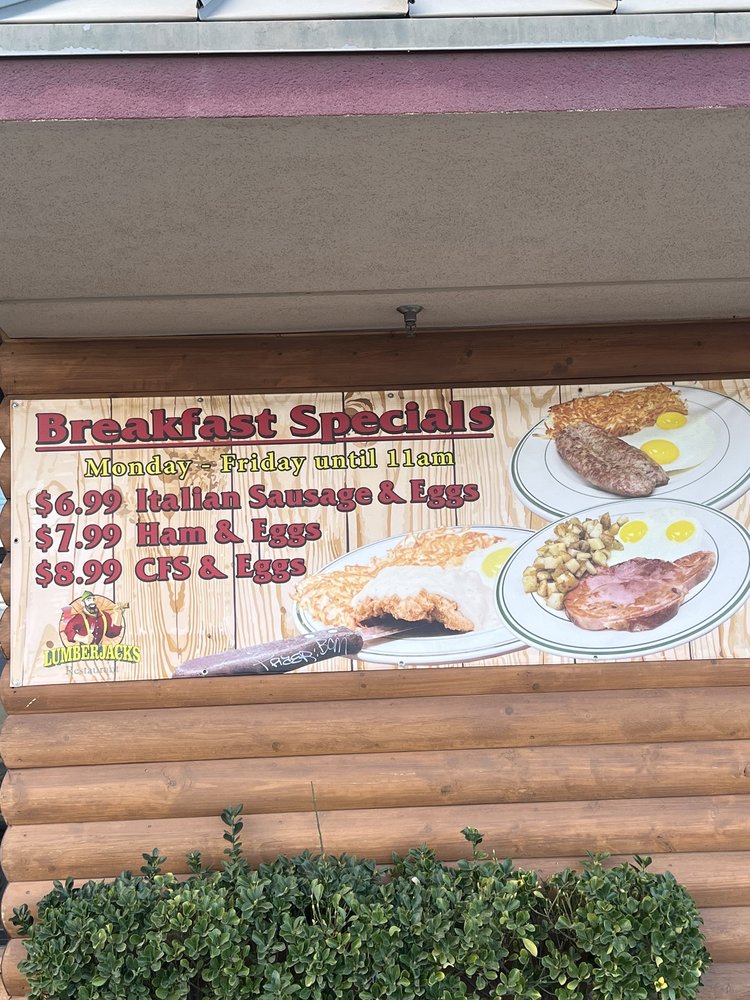 Breakfast Specials
Monday - Friday until 11am
$6.99 Italian Sausage & Eggs
$7.99 Ham & Eggs
$8.99 CFS & Eggs
LUMBERJACKS
Restaurant